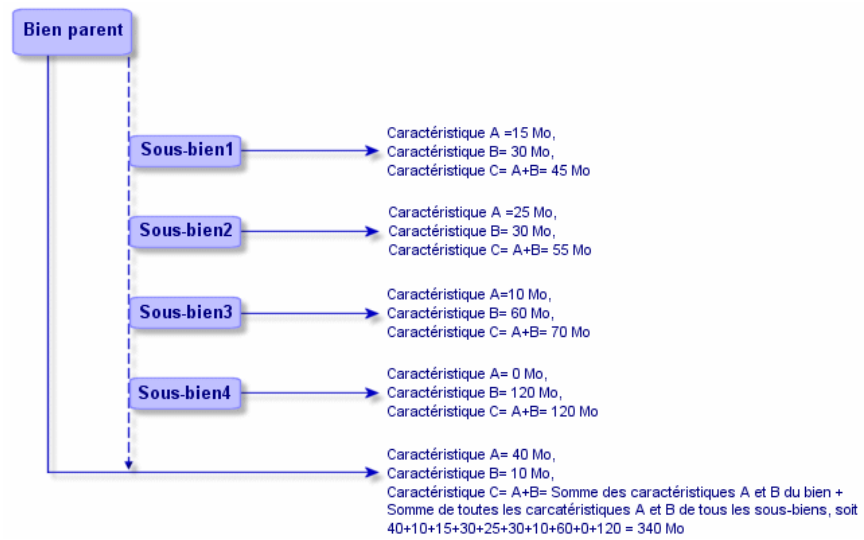 Bien parent
Sous-bien1
Caractéristique A =15 Mo,
Caractéristique B= 30 Mo,
Caractéristique C= A+B= 45 Mo
Sous-bien2
Caractéristique A =25 Mo,
Caractéristique B= 30 Mo,
Caractéristique C= A+B= 55 Mo
Sous-bien3
Caractéristique A=10 Mo,
Caractéristique B= 60 Mo,
Caractéristique C= A+B= 70 Mo
Sous-bien4
Caractéristique A= 0 Mo,
Caractéristique B= 120 Mo,
Caractéristique C= A+B= 120 Mo
Caractéristique A= 40 Mo,
Caractéristique B= 10 Mo,
Caractéristique C= A+B= Somme des caractéristiques A et B du bien +
Somme de toutes les carcatéristiques A et B de tous les sous-biens, soit
40+10+15+30+25+30+10+60+0+120 = 340 Mo